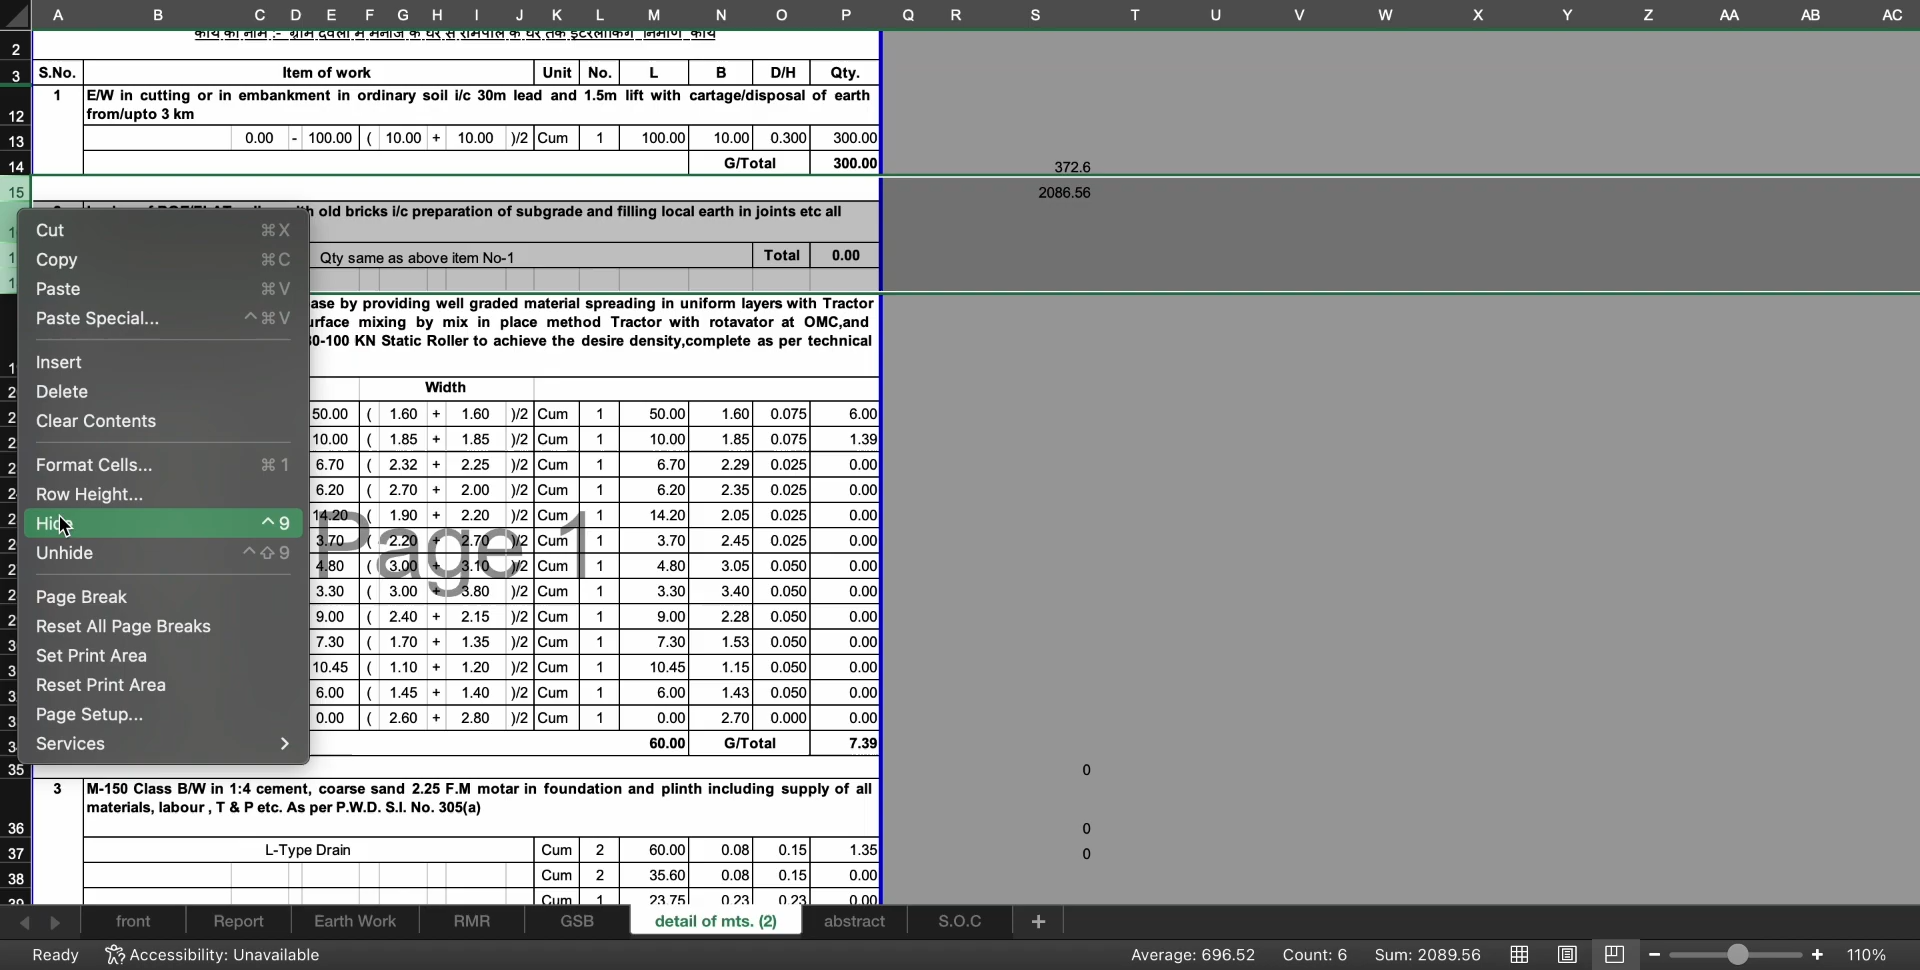 A B C D E F G H I J K L M N O P Q R S T U V W X Y Z AA AB AC
2
3 S.No. Item of work Unit No. L B D/H Qty.
1 E/W in cutting or in embankment in ordinary soil i/c 30m lead and 1.5m lift with cartage/disposal of earth
12 from/upto 3 km
13 0.00 - 100.00 ( 10.00 + 10.00 )/2 Cum 1 100.00 10.00 0.300 300.00
14 G/Total 300.00 372.6
15 2086.56
old bricks i/c preparation of subgrade and filling local earth in joints etc all
Qty same as above item No-1 Total 0.00
ase by providing well graded material spreading in uniform layers with Tractor
urface mixing by mix in place method Tractor with rotavator at OMC,and
0-100 KN Static Roller to achieve the desire density,complete as per technical
Width
50.00 ( 1.60 + 1.60 )/2 Cum 1 50.00 1.60 0.075 6.00
10.00 ( 1.85 + 1.85 )/2 Cum 1 10.00 1.85 0.075 1.39
6.70 ( 2.32 + 2.25 )/2 Cum 1 6.70 2.29 0.025 0.00
6.20 ( 2.70 + 2.00 )/2 Cum 1 6.20 2.35 0.025 0.00
14.20 ( 1.90 + 2.20 )/2 Cum 1 14.20 2.05 0.025 0.00
3.70 ( 2.20 + 2.70 )/2 Cum 1 3.70 2.45 0.025 0.00
4.80 ( 3.00 + 3.10 )/2 Cum 1 4.80 3.05 0.050 0.00
3.30 ( 3.00 + 3.80 )/2 Cum 1 3.30 3.40 0.050 0.00
9.00 ( 2.40 + 2.15 )/2 Cum 1 9.00 2.28 0.050 0.00
7.30 ( 1.70 + 1.35 )/2 Cum 1 7.30 1.53 0.050 0.00
10.45 ( 1.10 + 1.20 )/2 Cum 1 10.45 1.15 0.050 0.00
6.00 ( 1.45 + 1.40 )/2 Cum 1 6.00 1.43 0.050 0.00
0.00 ( 2.60 + 2.80 )/2 Cum 1 0.00 2.70 0.000 0.00
60.00 G/Total 7.39
Page 1
Cut ⌘X
Copy ⌘C
Paste ⌘V
Paste Special... ^⌘V
Insert
Delete
Clear Contents
Format Cells... ⌘1
Row Height...
Hide ^9
Unhide ^⇧9
Page Break
Reset All Page Breaks
Set Print Area
Reset Print Area
Page Setup...
Services >
35 0
3 M-150 Class B/W in 1:4 cement, coarse sand 2.25 F.M motar in foundation and plinth including supply of all
materials, labour , T & P etc. As per P.W.D. S.I. No. 305(a)
36 0
37 L-Type Drain Cum 2 60.00 0.08 0.15 1.35 0
38 Cum 2 35.60 0.08 0.15 0.00
39 Cum 1 23.75 0.23 0.23 0.00
front Report Earth Work RMR GSB detail of mts. (2) abstract S.O.C +
Ready Accessibility: Unavailable Average: 696.52 Count: 6 Sum: 2089.56 − + 110%